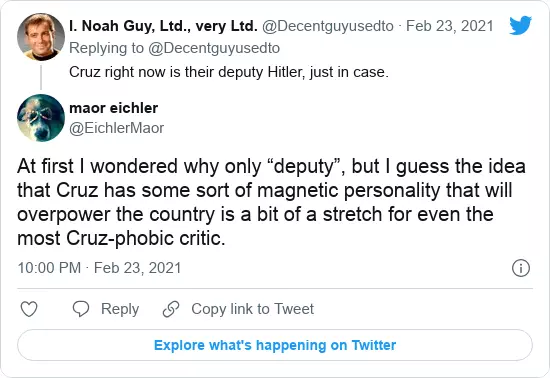 I. Noah Guy, Ltd., very Ltd. @Decentguyusedto · Feb 23, 2021
Replying to @Decentguyusedto
Cruz right now is their deputy Hitler, just in case.
maor eichler
@EichlerMaor
At first I wondered why only “deputy”, but I guess the idea
that Cruz has some sort of magnetic personality that will
overpower the country is a bit of a stretch for even the
most Cruz-phobic critic.
10:00 PM · Feb 23, 2021
Reply
Copy link to Tweet
Explore what's happening on Twitter